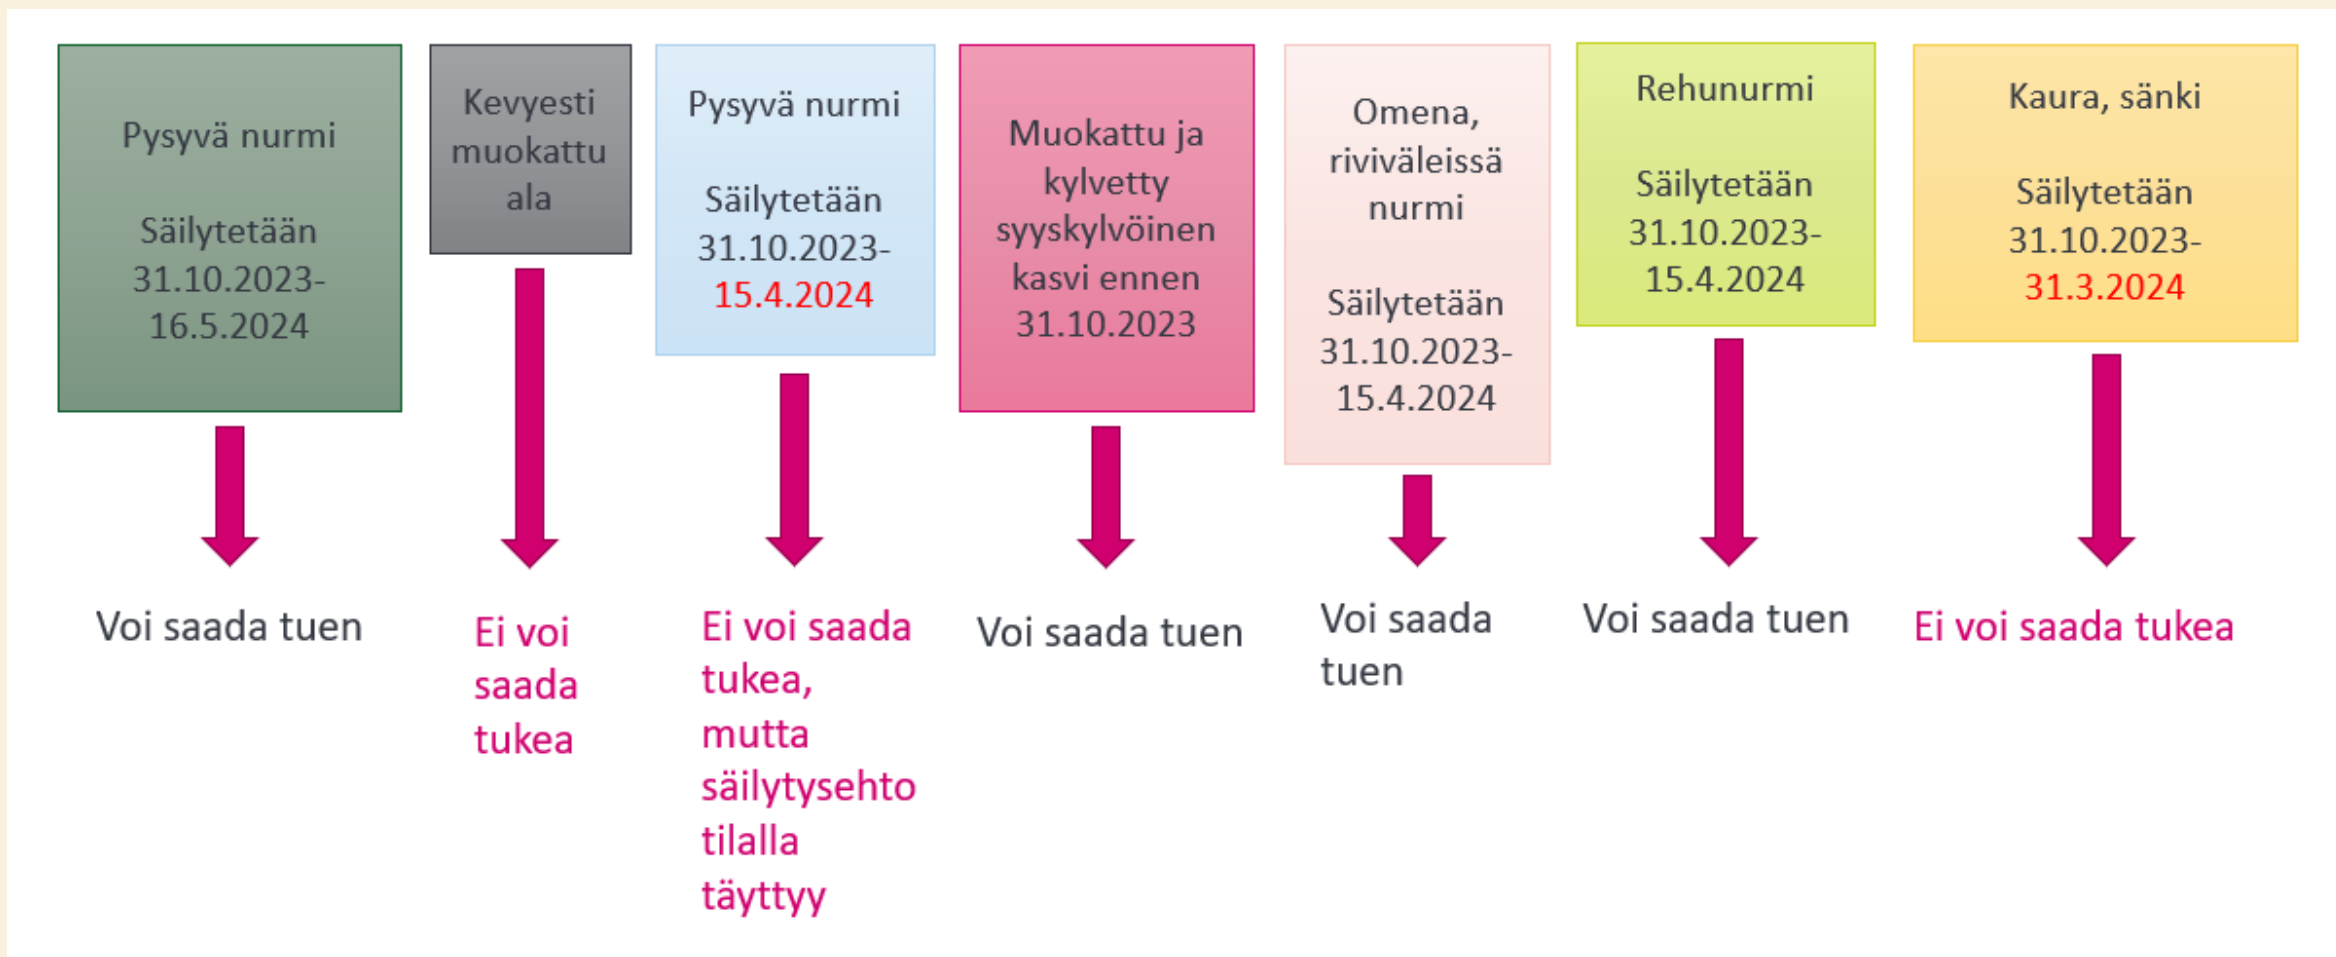 Pysyvä nurmi
Säilytetään
31.10.2023-
16.5.2024
Voi saada tuen
Kevyesti
muokattu
ala
Ei voi
saada
tukea
Pysyvä nurmi
Säilytetään
31.10.2023-
15.4.2024
Ei voi saada
tukea,
mutta
säilytysehto
tilalla
täyttyy
Muokattu ja
kylvetty
syyskylvöinen
kasvi ennen
31.10.2023
Voi saada tuen
Omena,
riviväleissä
nurmi
Säilytetään
31.10.2023-
15.4.2024
Voi saada
tuen
Rehunurmi
Säilytetään
31.10.2023-
15.4.2024
Voi saada tuen
Kaura, sänki
Säilytetään
31.10.2023-
31.3.2024
Ei voi saada tukea